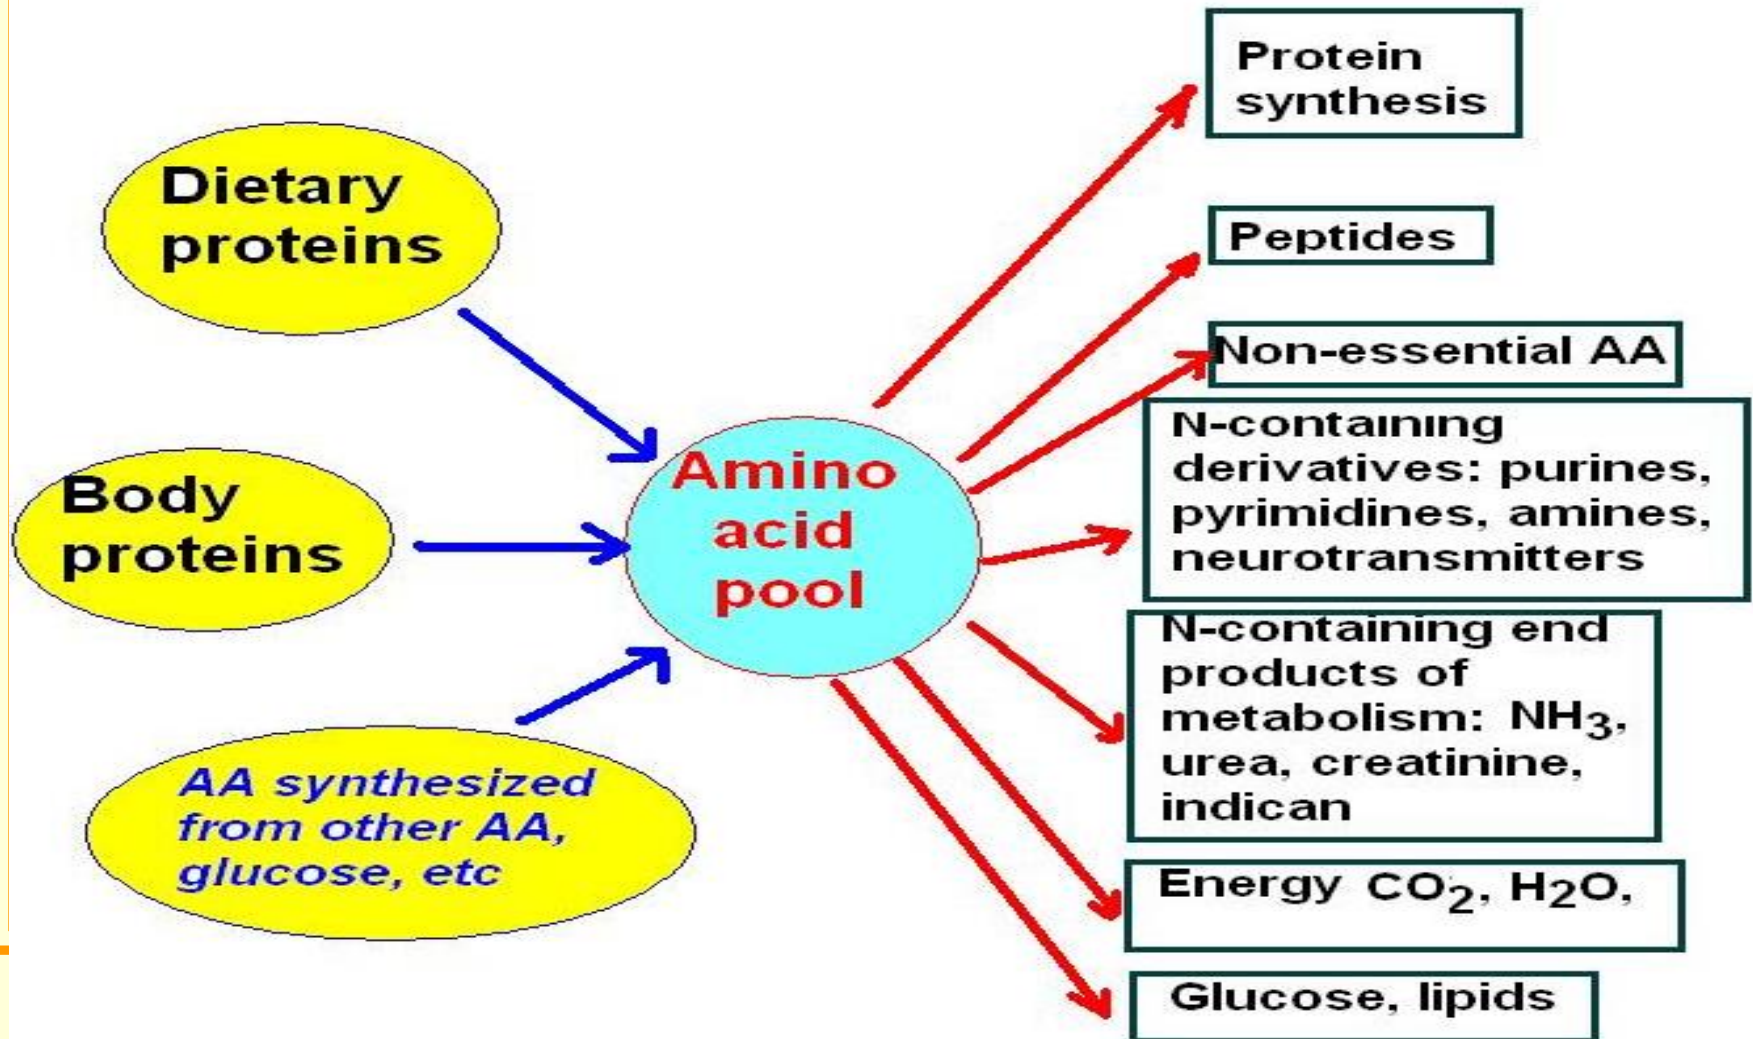 Dietary
proteins
Body
proteins
AA synthesized
from other AA,
glucose, etc
Amino
acid
pool
Protein
synthesis
Peptides
Non-essential AA
N-containing
derivatives: purines,
pyrimidines, amines,
neurotransmitters
N-containing end
products of
metabolism: NH₃,
urea, creatinine,
indican
Energy CO₂, H₂O,
Glucose, lipids